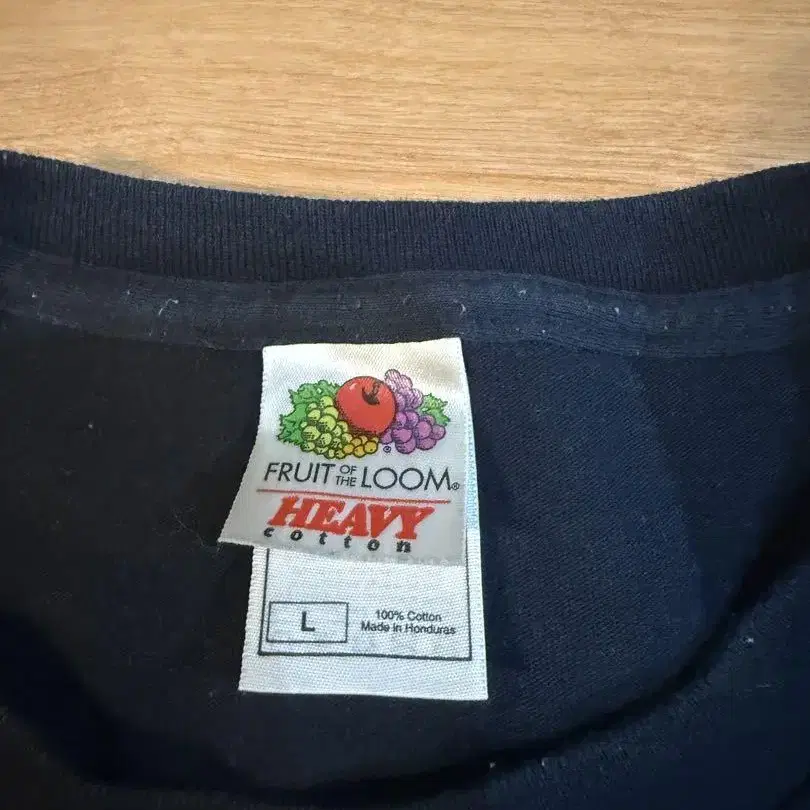 FRUIT OF THE LOOM®
HEAVY
cotton
L
100% Cotton
Made in Honduras